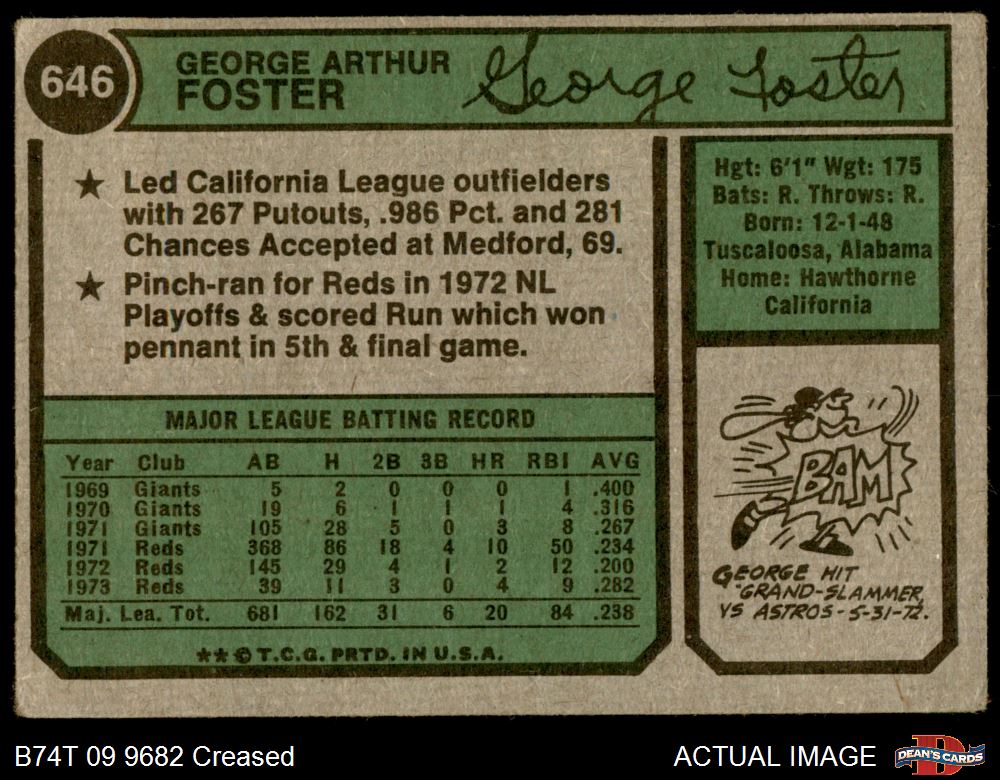 646
GEORGE ARTHUR
FOSTER
George Foster
★ Led California League outfielders
with 267 Putouts, .986 Pct. and 281
Chances Accepted at Medford, 69.
★ Pinch-ran for Reds in 1972 NL
Playoffs & scored Run which won
pennant in 5th & final game.
Hgt: 6'1" Wgt: 175
Bats: R. Throws: R.
Born: 12-1-48
Tuscaloosa, Alabama
Home: Hawthorne
California
MAJOR LEAGUE BATTING RECORD
Year Club AB H 2B 3B HR RBI AVG
1969 Giants 5 2 0 0 0 1 .400
1970 Giants 19 6 1 1 1 4 .316
1971 Giants 105 28 5 0 3 8 .267
1971 Reds 368 86 18 4 10 50 .234
1972 Reds 145 29 4 1 2 12 .200
1973 Reds 39 11 3 0 4 9 .282
Maj. Lea. Tot. 681 162 31 6 20 84 .238
★★ © T.C.G. PRTD. IN U.S.A.
BAM
GEORGE HIT
GRAND-SLAMMER,
VS ASTROS-5-31-72.
B74T 09 9682 Creased
ACTUAL IMAGE
D
DEAN'S CARDS